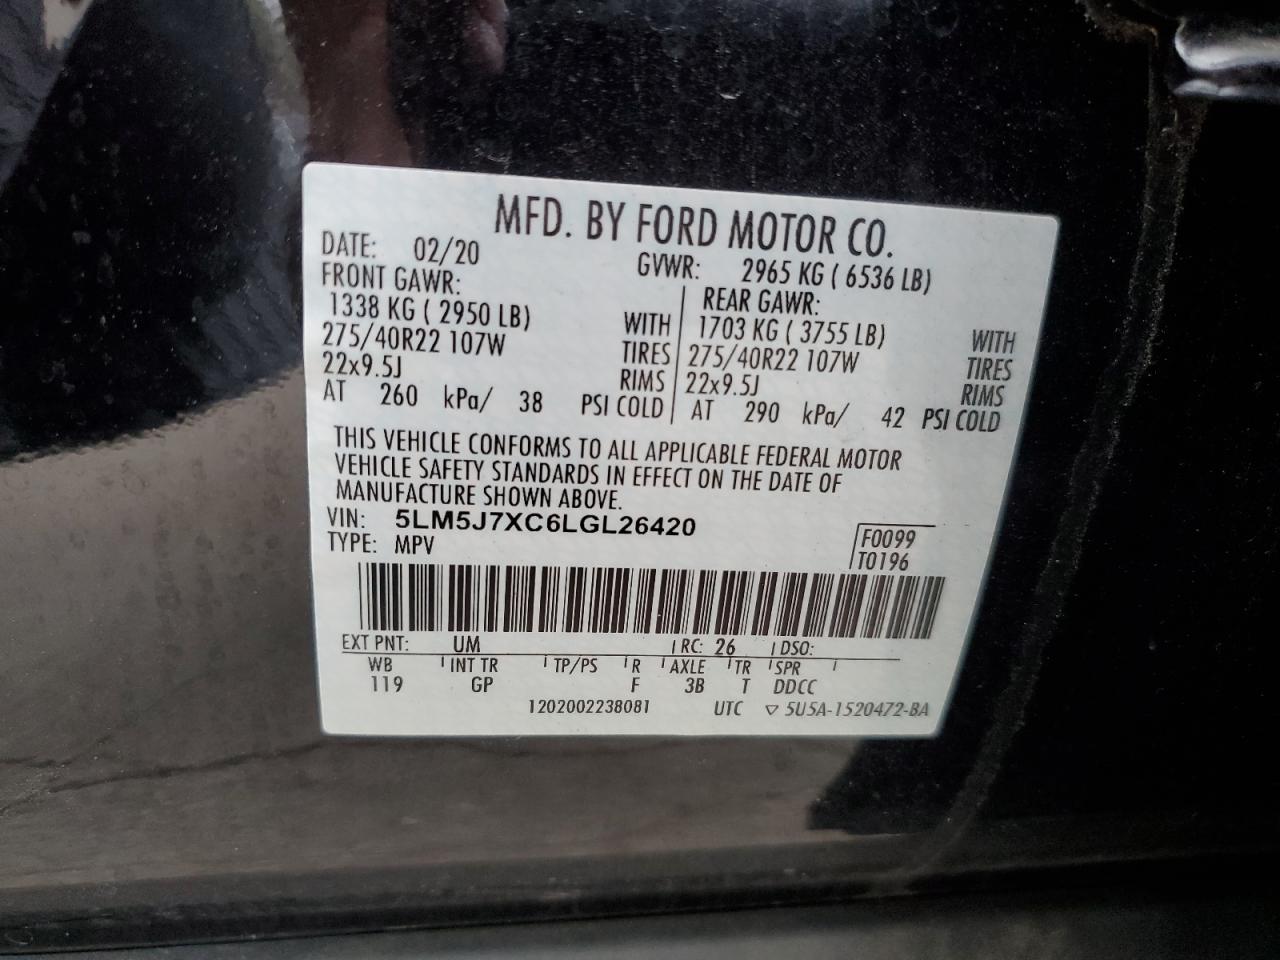 MFD. BY FORD MOTOR CO.
DATE: 02/20 GVWR: 2965 KG ( 6536 LB)
FRONT GAWR: REAR GAWR:
1338 KG ( 2950 LB) WITH 1703 KG ( 3755 LB) WITH
275/40R22 107W TIRES 275/40R22 107W TIRES
22x9.5J RIMS 22x9.5J RIMS
AT 260 kPa/ 38 PSI COLD AT 290 kPa/ 42 PSI COLD
THIS VEHICLE CONFORMS TO ALL APPLICABLE FEDERAL MOTOR
VEHICLE SAFETY STANDARDS IN EFFECT ON THE DATE OF
MANUFACTURE SHOWN ABOVE.
VIN: 5LM5J7XC6LGL26420 F0099
TYPE: MPV T0196
EXT PNT: UM RC: 26 DSO:
WB INT TR TP/PS R AXLE TR SPR
119 GP F 3B T DDCC
1202002238081 UTC ▽ 5U5A-1520472-BA